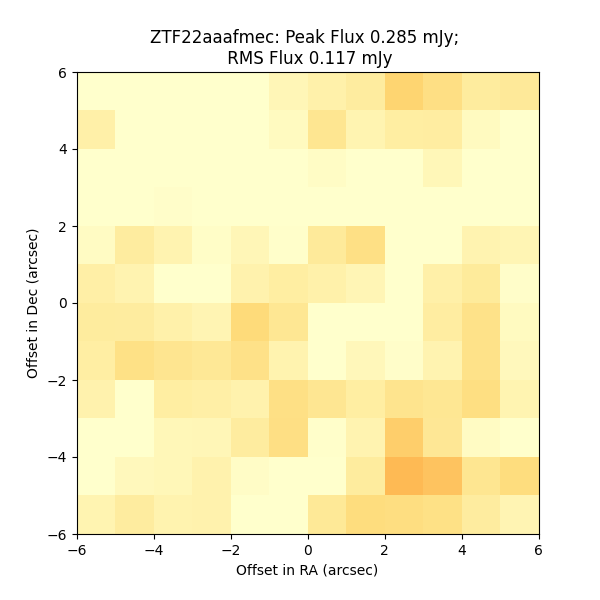 ZTF22aaafmec: Peak Flux 0.285 mJy;
RMS Flux 0.117 mJy
6
4
2
0
−2
−4
−6
Offset in Dec (arcsec)
−6 −4 −2 0 2 4 6
Offset in RA (arcsec)